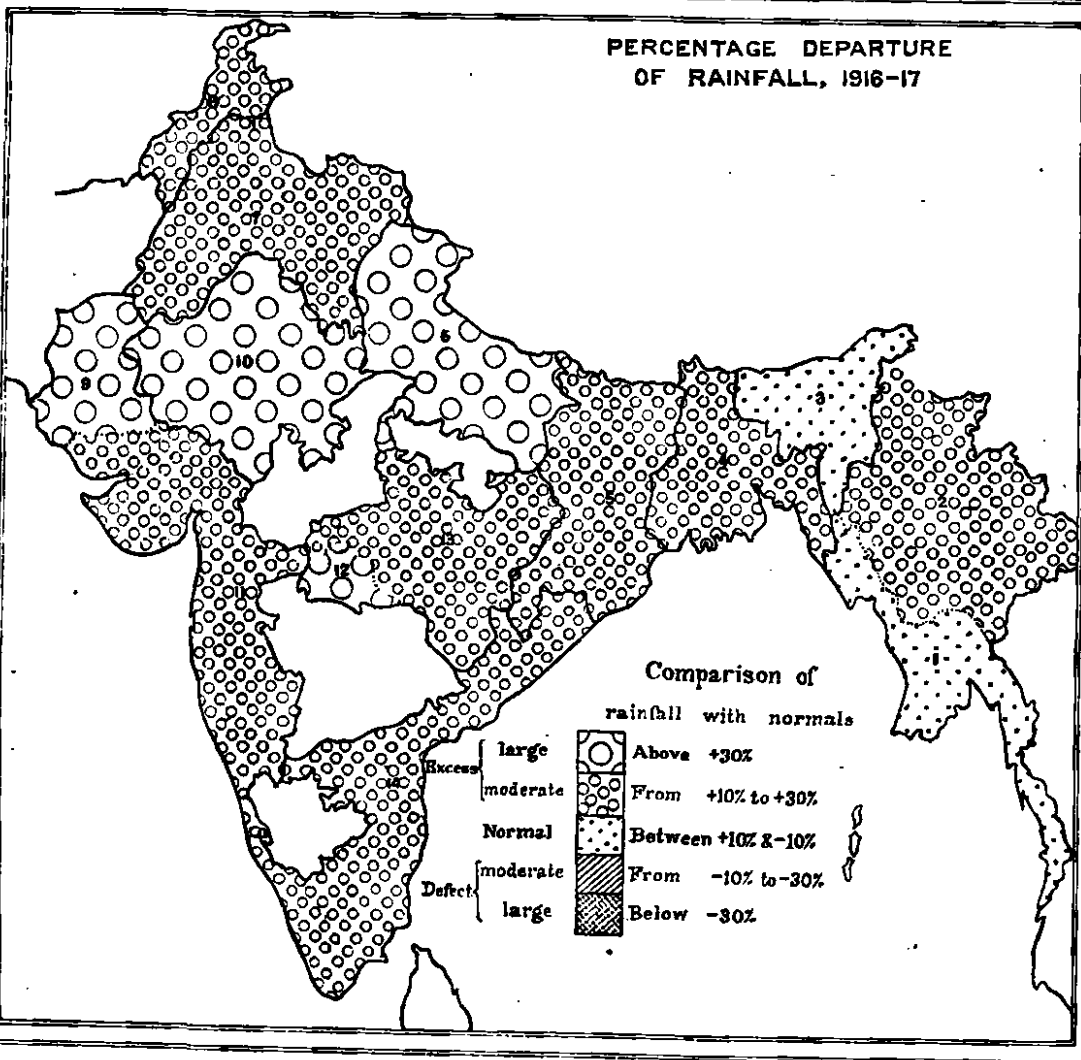 PERCENTAGE DEPARTURE
OF RAINFALL, 1916-17
8
7
6
10
9
3
4
2
5
13
12
11
1
14
Comparison of
rainfall with normals
Excess
large
Above +30%
moderate
From +10% to +30%
Normal
Between +10% & -10%
Defect
moderate
From -10% to -30%
large
Below -30%